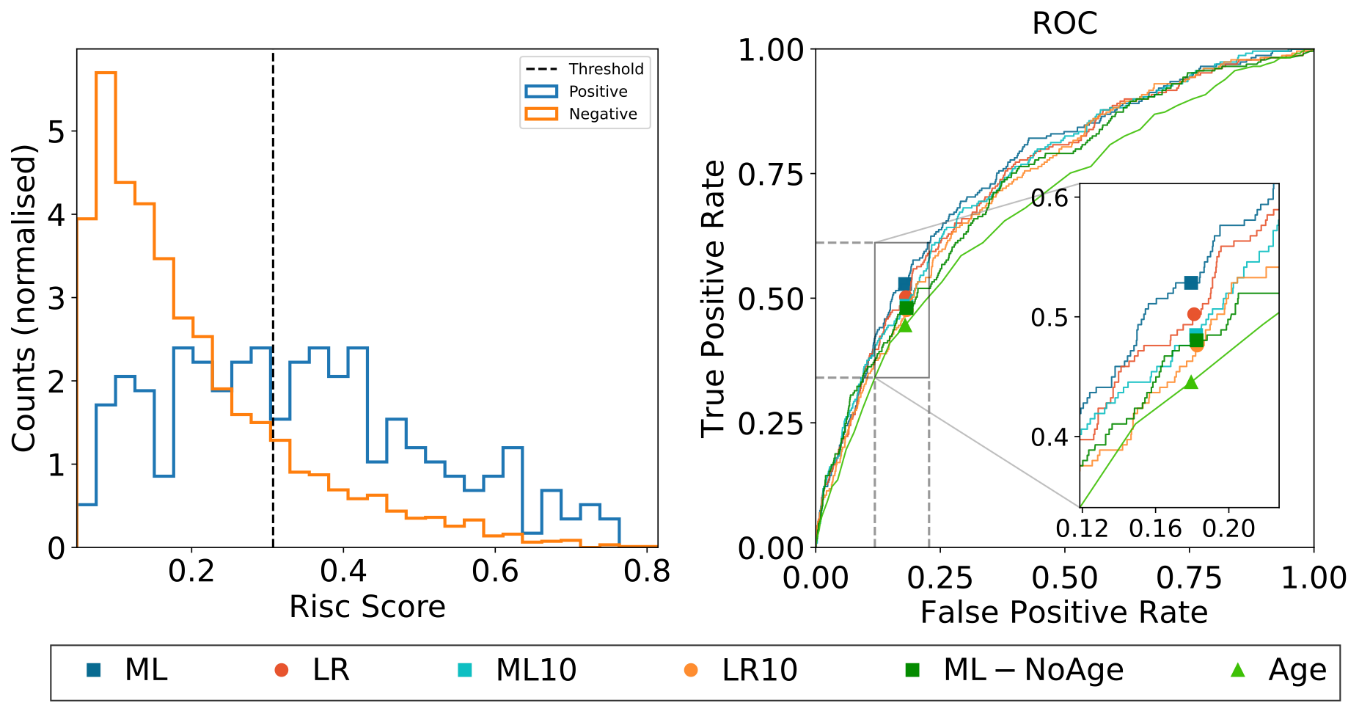 ROC
Threshold
Positive
Negative
Counts (normalised)
5
4
3
2
1
0
0.2
0.4
0.6
0.8
Risc Score
True Positive Rate
1.00
0.75
0.50
0.25
0.00
0.00
0.25
0.50
0.75
1.00
False Positive Rate
0.6
0.5
0.4
0.12
0.16
0.20
ML
LR
ML10
LR10
ML − NoAge
Age